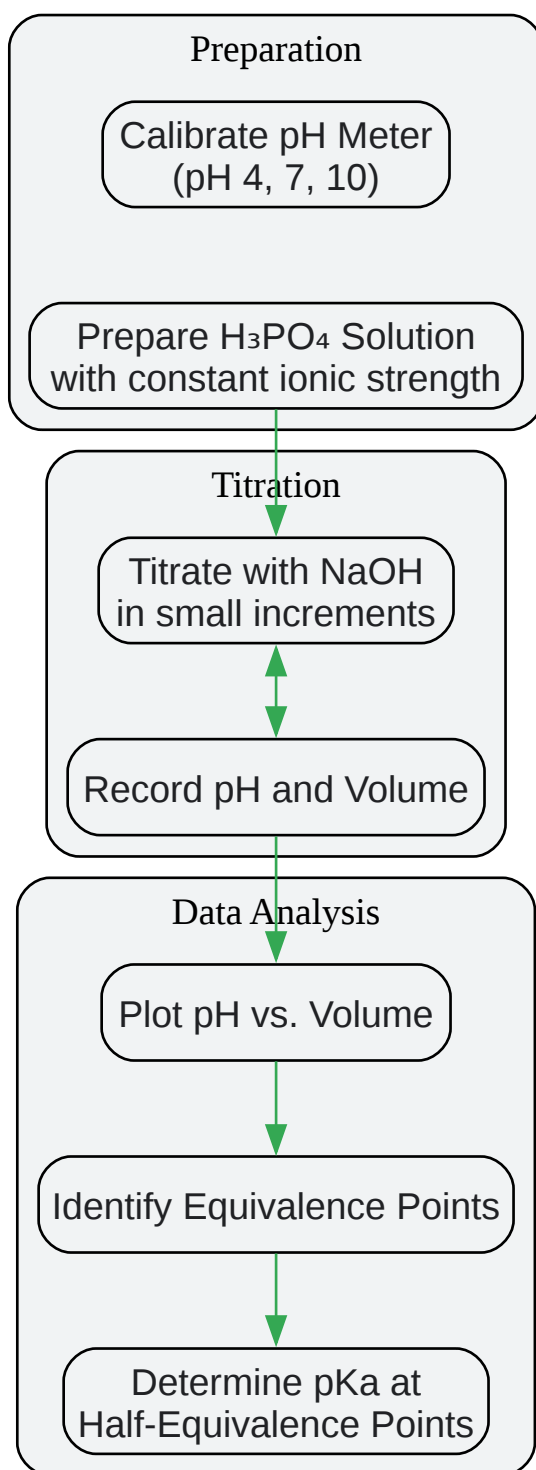 Preparation
Calibrate pH Meter
(pH 4, 7, 10)
Prepare H₃PO₄ Solution
with constant ionic strength
Titration
Titrate with NaOH
in small increments
Record pH and Volume
Data Analysis
Plot pH vs. Volume
Identify Equivalence Points
Determine pKa at
Half-Equivalence Points